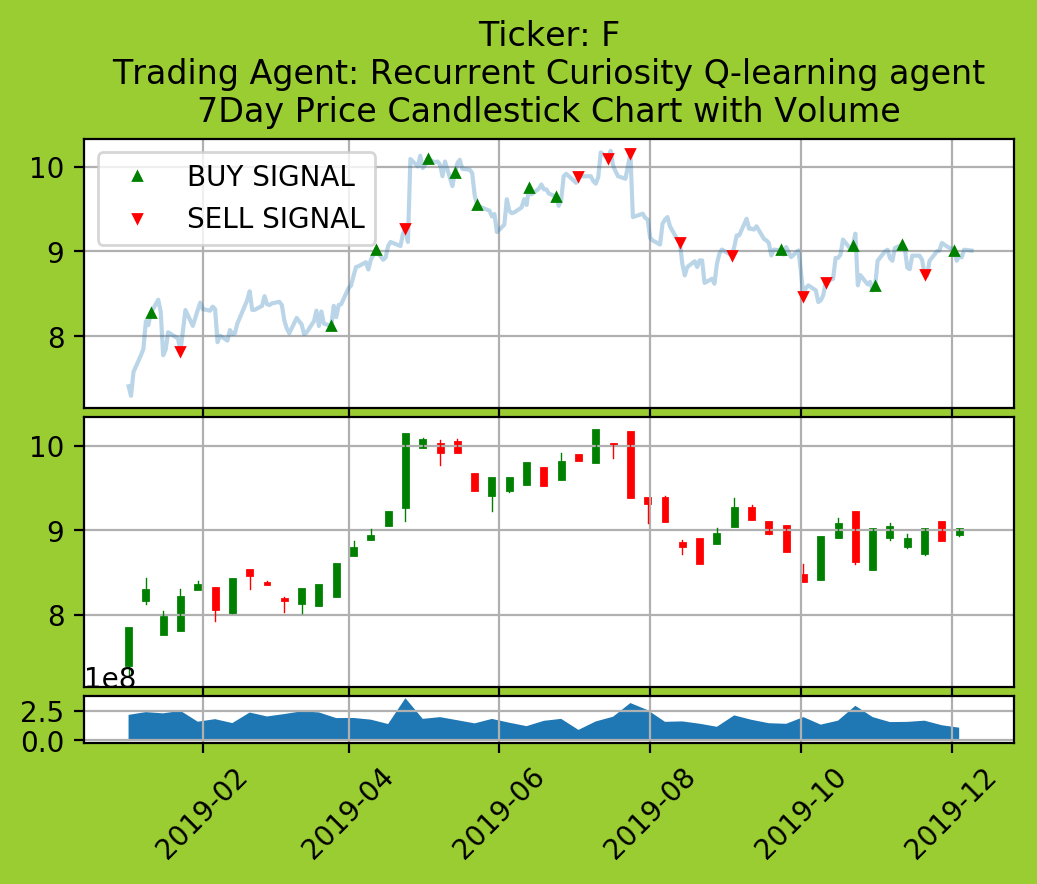 Ticker: F
Trading Agent: Recurrent Curiosity Q-learning agent
7Day Price Candlestick Chart with Volume
BUY SIGNAL
SELL SIGNAL
10
9
8
10
9
8
1e8
2.5
0.0
2019-02
2019-04
2019-06
2019-08
2019-10
2019-12